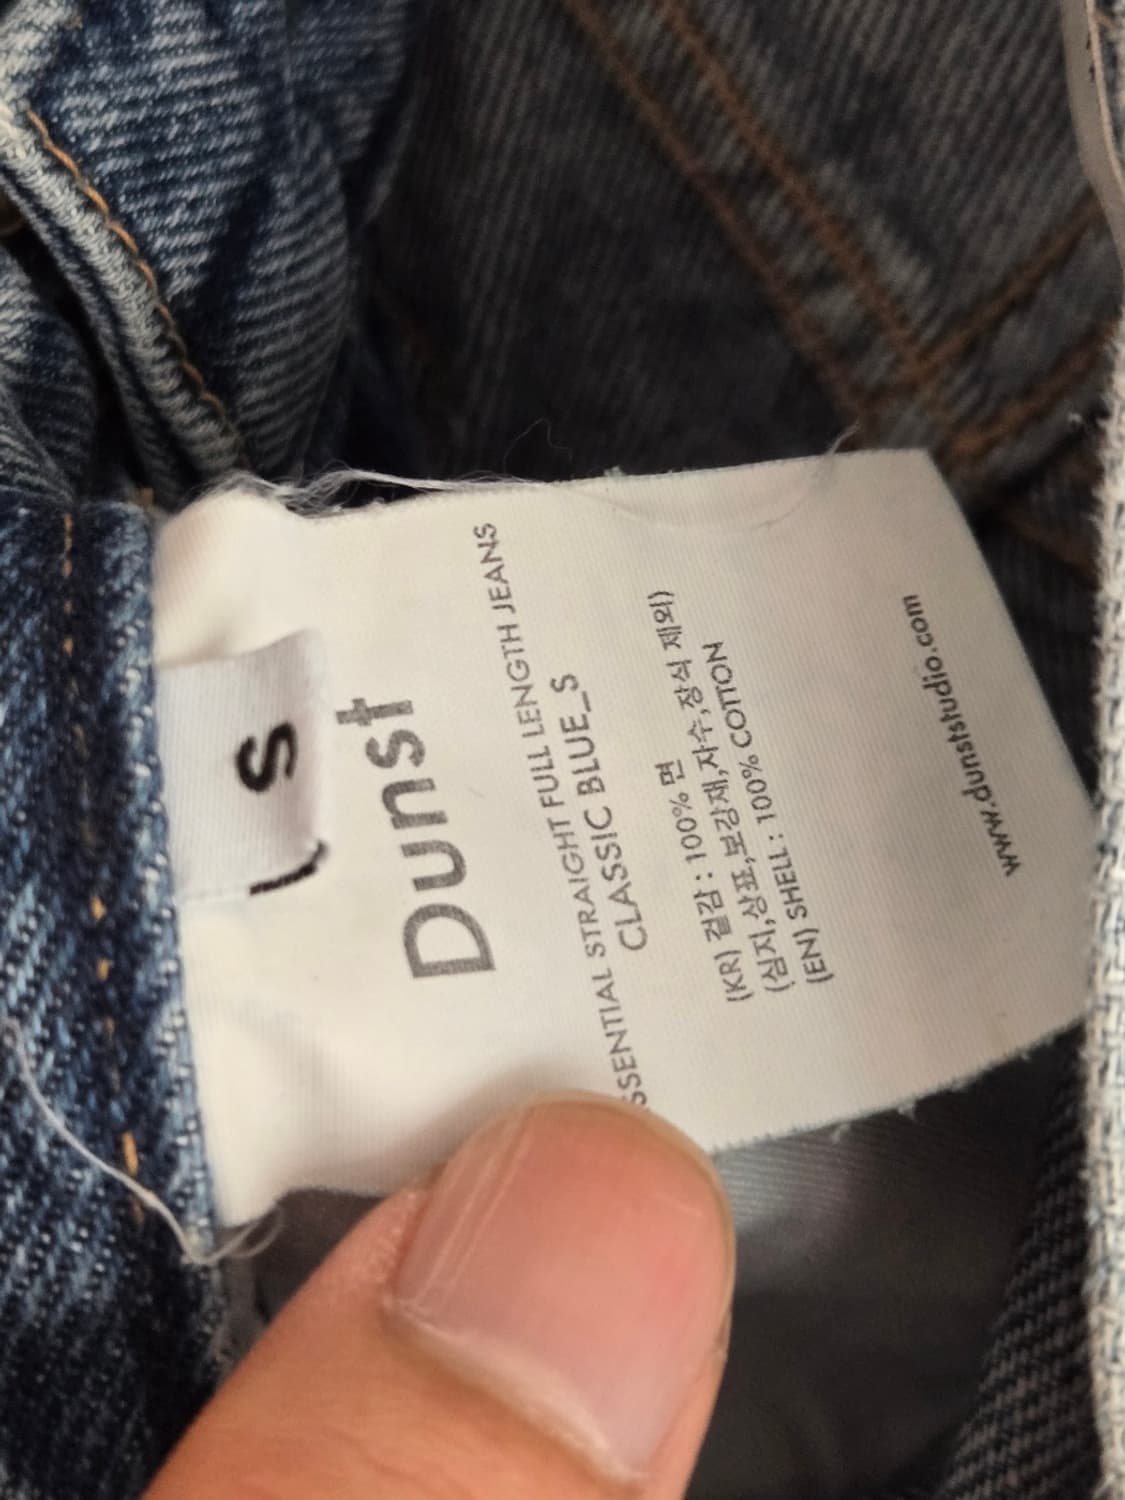 S
Dunst
SSENTIAL STRAIGHT FULL LENGTH JEANS
CLASSIC BLUE_S
(KR) 겉감 : 100% 면
(심지,상표,보강재,자수,장식 제외)
(EN) SHELL : 100% COTTON
www.dunststudio.com